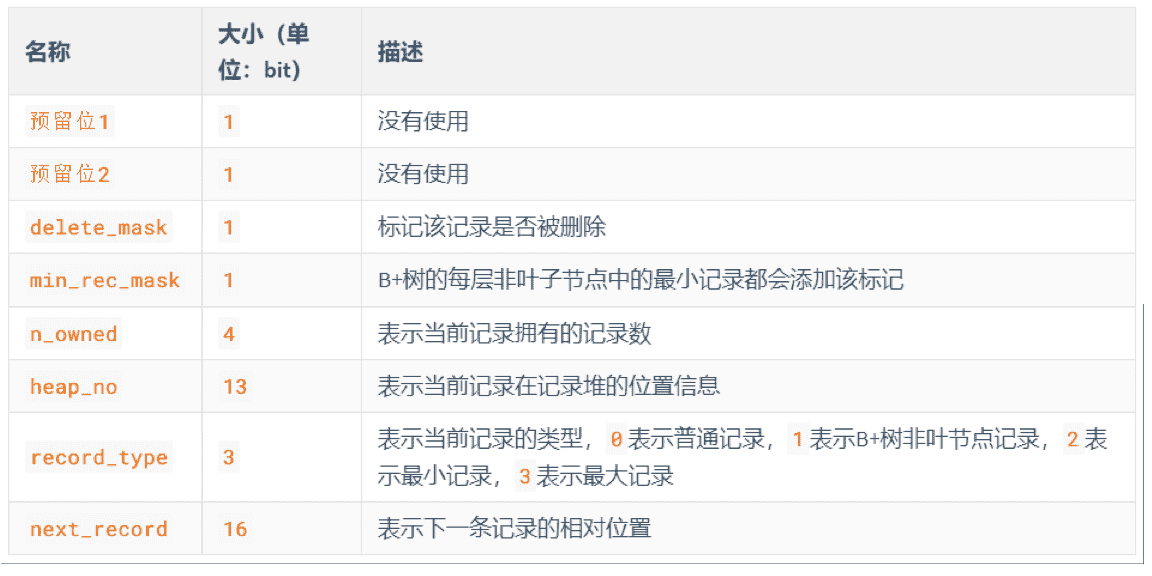 名称
大小（单
位：bit）
描述
预留位1
1
没有使用
预留位2
1
没有使用
delete_mask
1
标记该记录是否被删除
min_rec_mask
1
B+树的每层非叶子节点中的最小记录都会添加该标记
n_owned
4
表示当前记录拥有的记录数
heap_no
13
表示当前记录在记录堆的位置信息
record_type
3
表示当前记录的类型，0表示普通记录，1表示B+树非叶节点记录，2表
示最小记录，3表示最大记录
next_record
16
表示下一条记录的相对位置